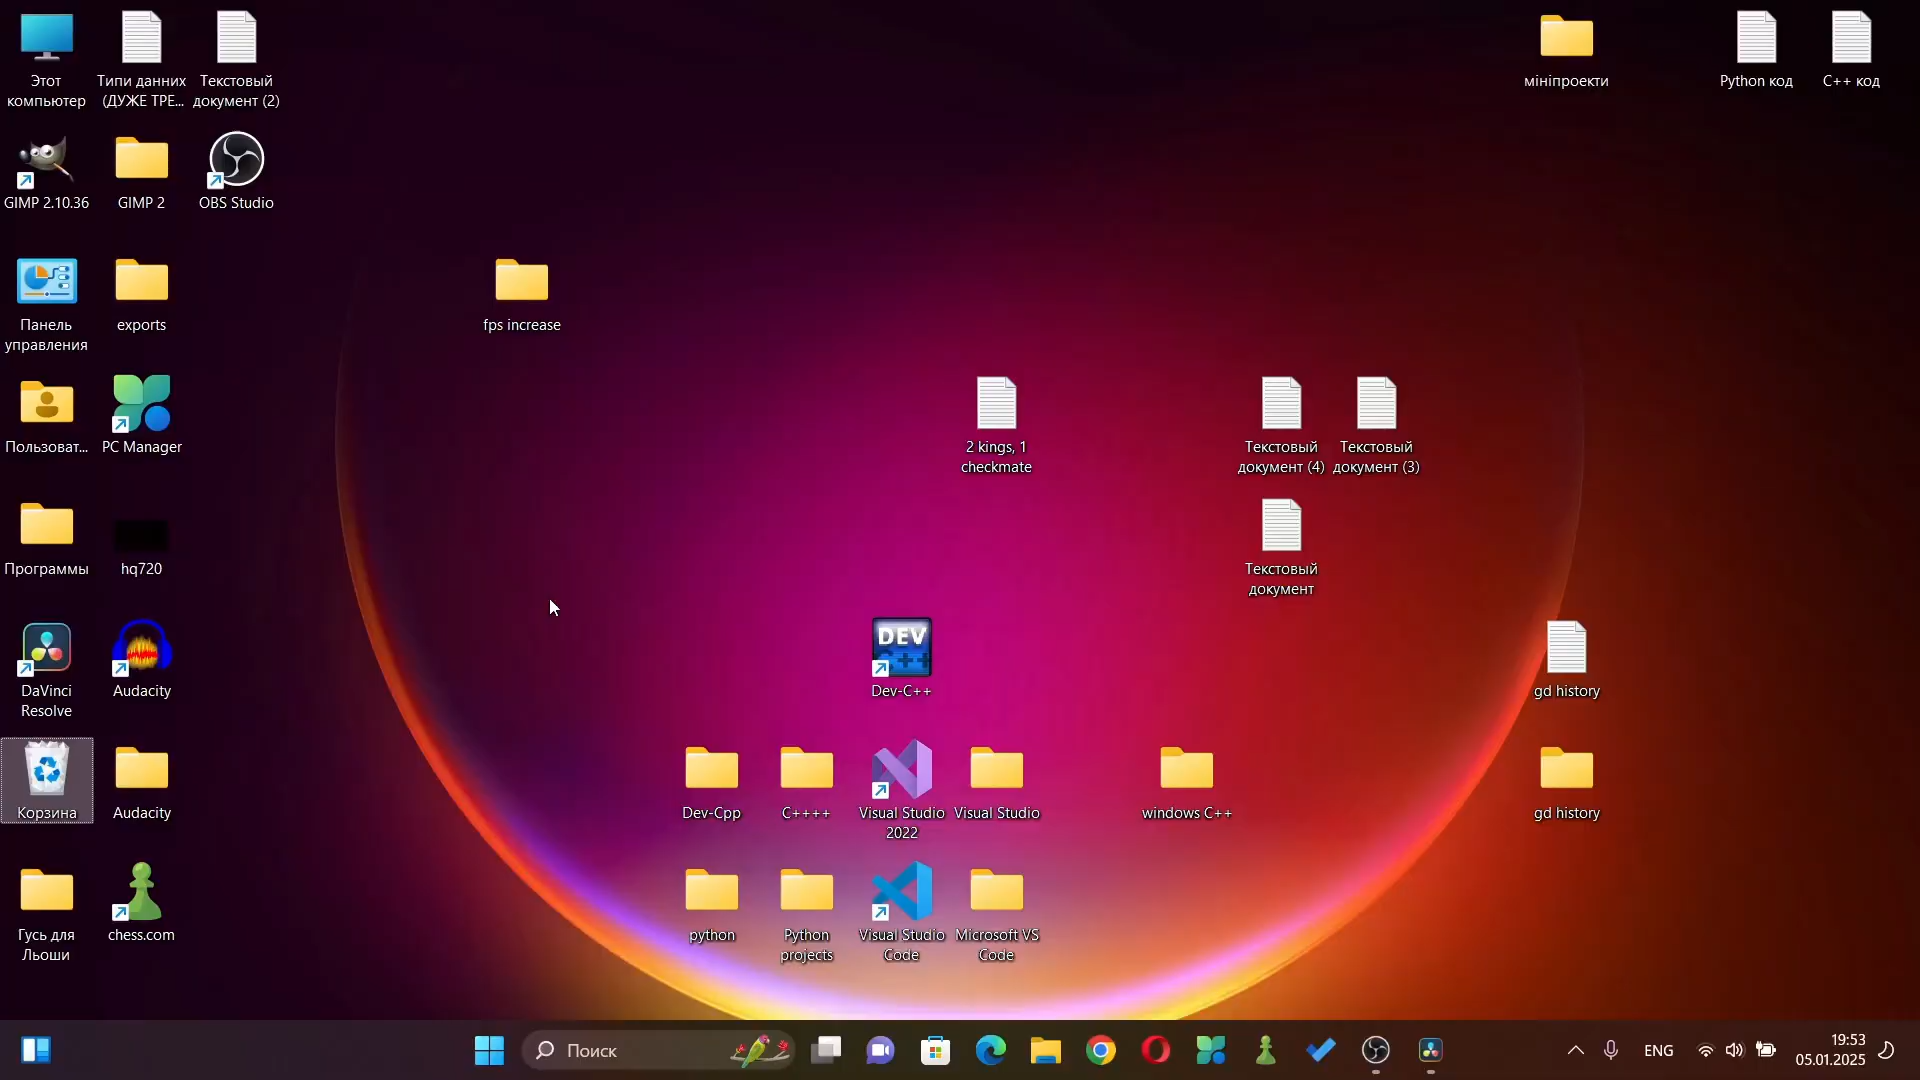 Этот
компьютер
Типи данних
(ДУЖЕ ТРЕ...
Текстовый
документ (2)
мініпроекти
Python код
C++ код
GIMP 2.10.36
GIMP 2
OBS Studio
Панель
управления
exports
fps increase
Пользоват...
PC Manager
2 kings, 1
checkmate
Текстовый
документ (4)
Текстовый
документ (3)
Программы
hq720
Текстовый
документ
DaVinci
Resolve
Audacity
DEV
C++
Dev-C++
gd history
Корзина
Audacity
Dev-Cpp
C++++
Visual Studio
2022
Visual Studio
windows C++
gd history
Гусь для
Льоши
chess.com
python
Python
projects
Visual Studio
Code
Microsoft VS
Code
Поиск
ENG
19:53
05.01.2025